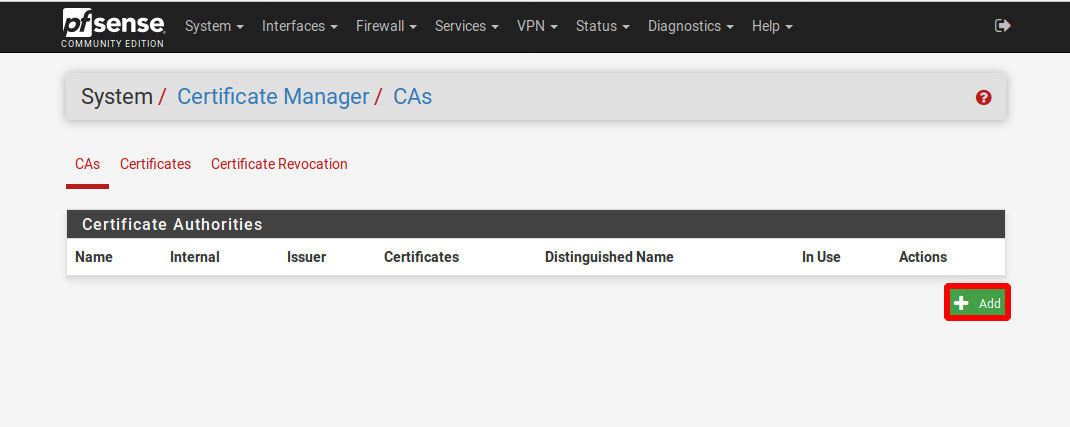 pfsense System Interfaces Firewall Services VPN Status Diagnostics Help
COMMUNITY EDITION
System / Certificate Manager / CAs
CAs Certificates Certificate Revocation
Certificate Authorities
Name Internal Issuer Certificates Distinguished Name In Use Actions
Add